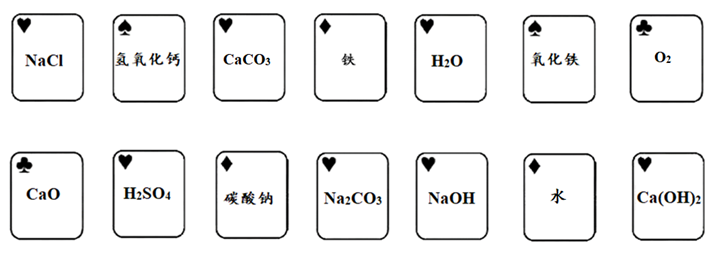 NaCl
氢氧化钙
CaCO₃
铁
H₂O
氧化铁
O₂
CaO
H₂SO₄
碳酸钠
Na₂CO₃
NaOH
水
Ca(OH)₂